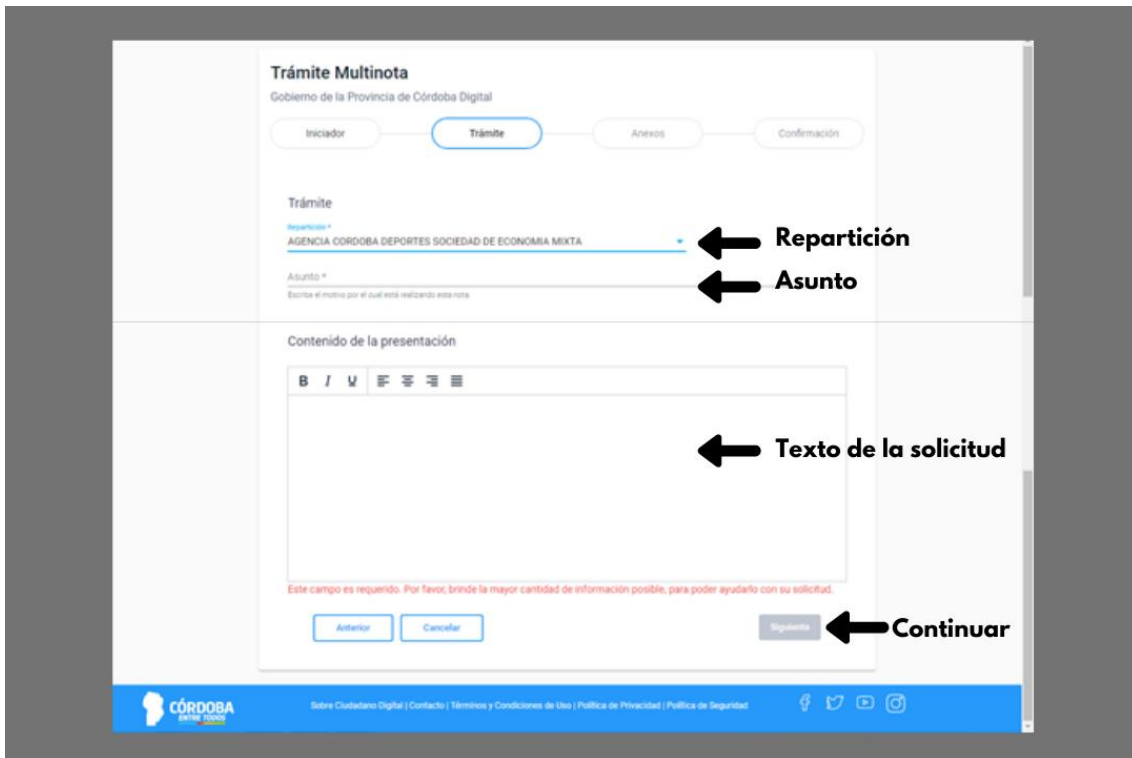 Trámite Multinota
Gobierno de la Provincia de Córdoba Digital
Iniciador Trámite Anexos Confirmación
Trámite
Repartición *
AGENCIA CORDOBA DEPORTES SOCIEDAD DE ECONOMIA MIXTA
Repartición
Asunto *
Asunto
Escriba el motivo por el cual está realizando esta nota
Contenido de la presentación
B I U
Texto de la solicitud
Este campo es requerido. Por favor, brinde la mayor cantidad de información posible, para poder ayudarlo con su solicitud.
Anterior Cancelar Siguiente
Continuar
CÓRDOBA
ENTRE TODOS
Sobre Ciudadano Digital | Contacto | Términos y Condiciones de Uso | Política de Privacidad | Política de Seguridad